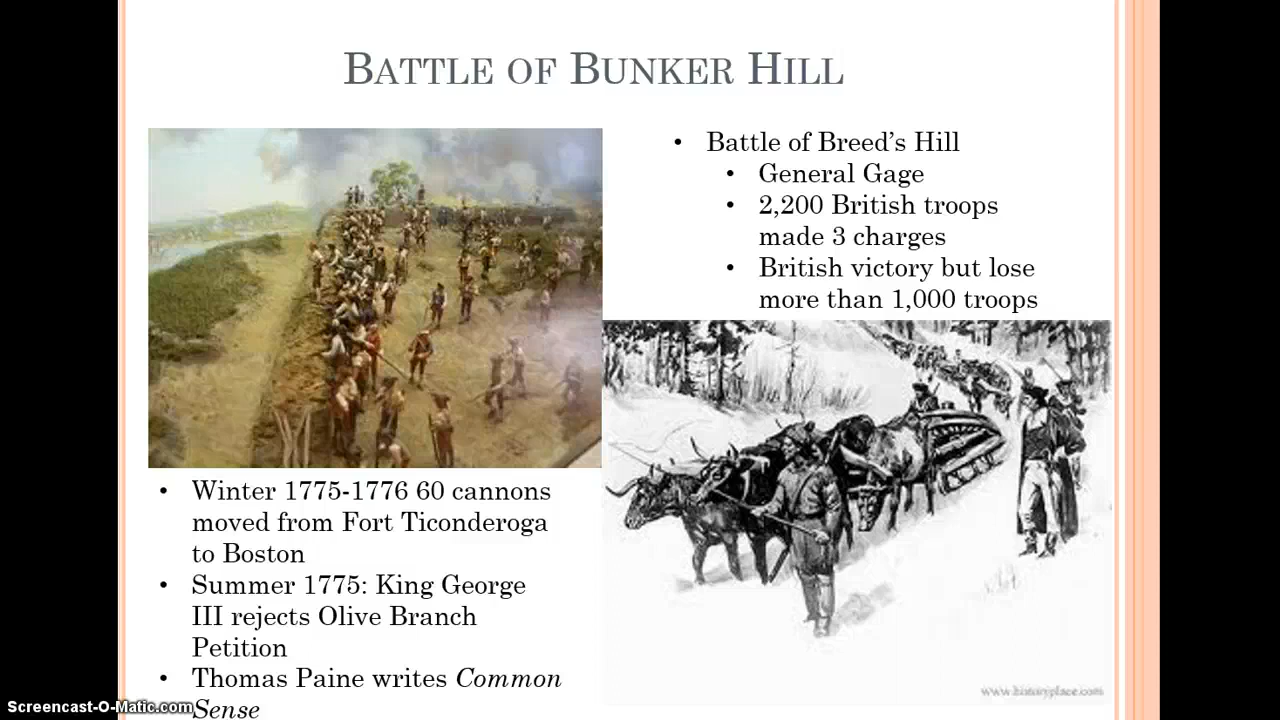 BATTLE OF BUNKER HILL
• Battle of Breed's Hill
• General Gage
• 2,200 British troops
made 3 charges
• British victory but lose
more than 1,000 troops
• Winter 1775-1776 60 cannons
moved from Fort Ticonderoga
to Boston
• Summer 1775: King George
III rejects Olive Branch
Petition
• Thomas Paine writes Common
Sense
www.historyplace.com
Screencast-O-Matic.com